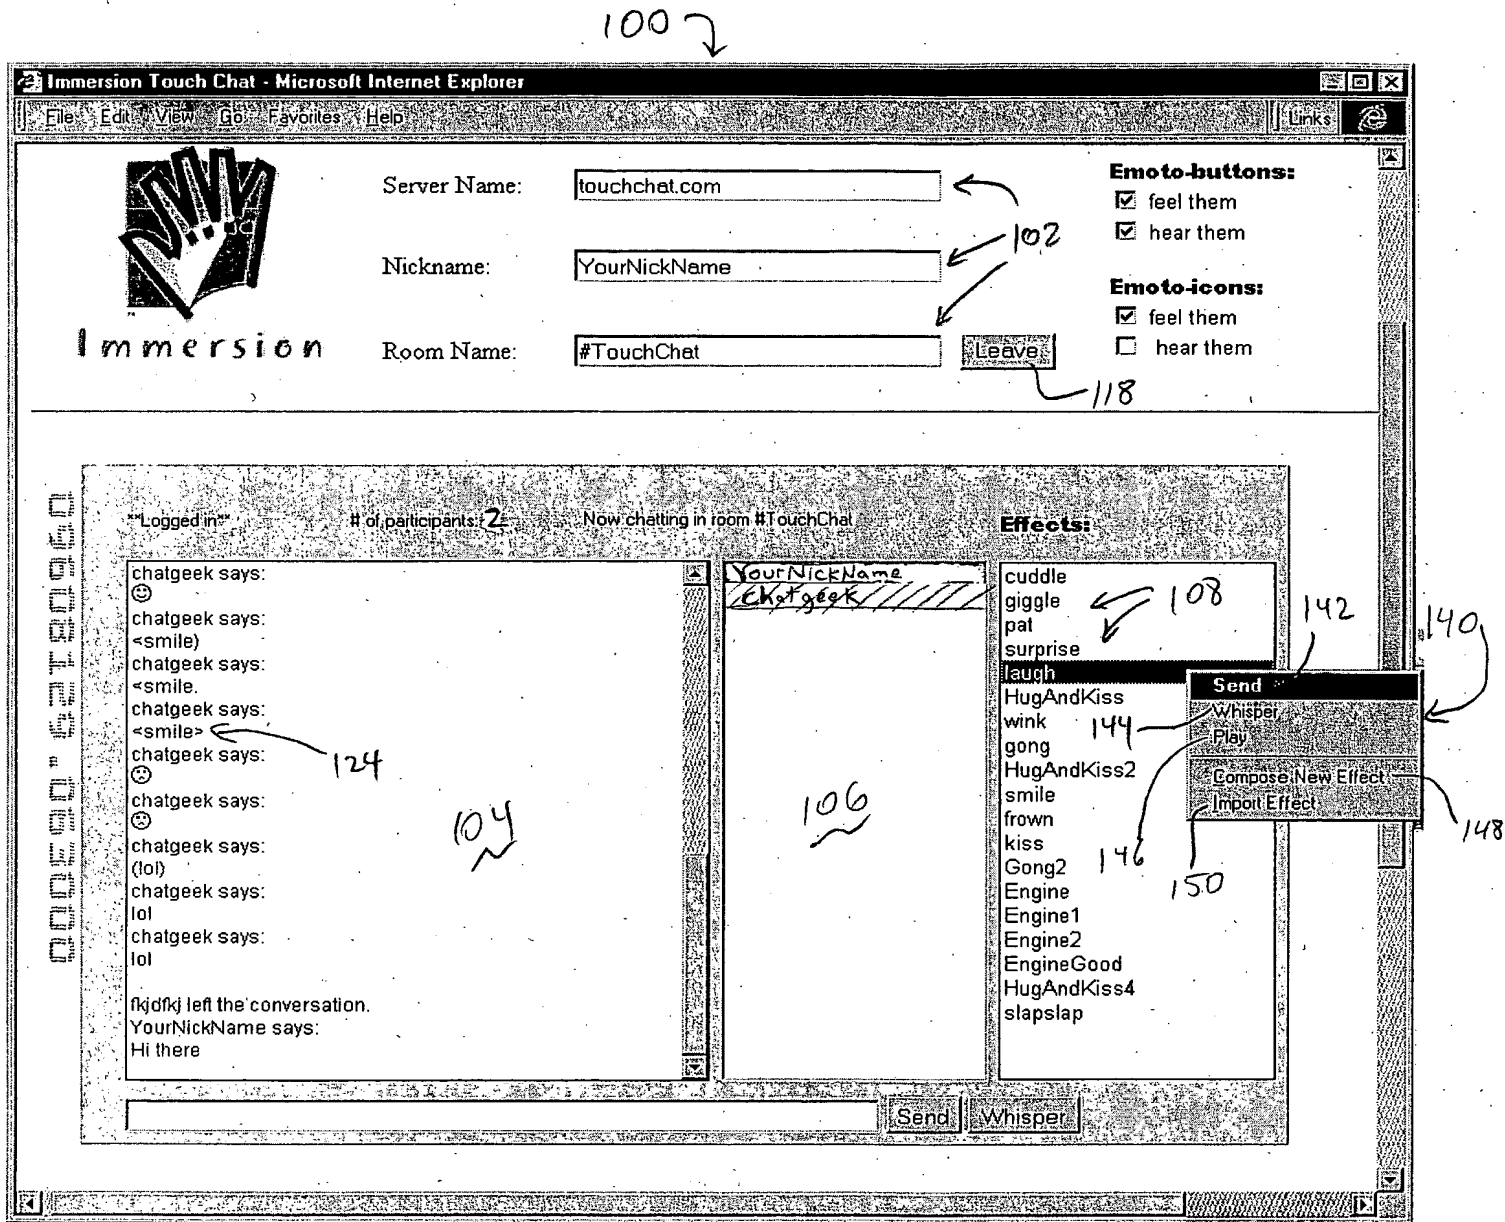 100
Immersion Touch Chat - Microsoft Internet Explorer
File Edit View Go Favorites Help Links
Server Name: touchchat.com
Nickname: YourNickName
Room Name: #TouchChat Leave
102
118
Immersion
Emoto-buttons:
feel them
hear them
Emoto-icons:
feel them
hear them
**Logged in** # of participants: 2 Now chatting in room #TouchChat
chatgeek says:
chatgeek says:
<smile)
chatgeek says:
<smile.
chatgeek says:
<smile>
chatgeek says:
chatgeek says:
chatgeek says:
(lol)
chatgeek says:
lol
chatgeek says:
lol
fkjdfkj left the conversation.
YourNickName says:
Hi there
124
104
YourNickName
chatgeek
106
Effects:
cuddle
giggle
pat
surprise
laugh
HugAndKiss
wink
gong
HugAndKiss2
smile
frown
kiss
Gong2
Engine
Engine1
Engine2
EngineGood
HugAndKiss4
slapslap
108
142
140
Send
Whisper
Play
Compose New Effect
Import Effect
144
146
150
148
Send Whisper